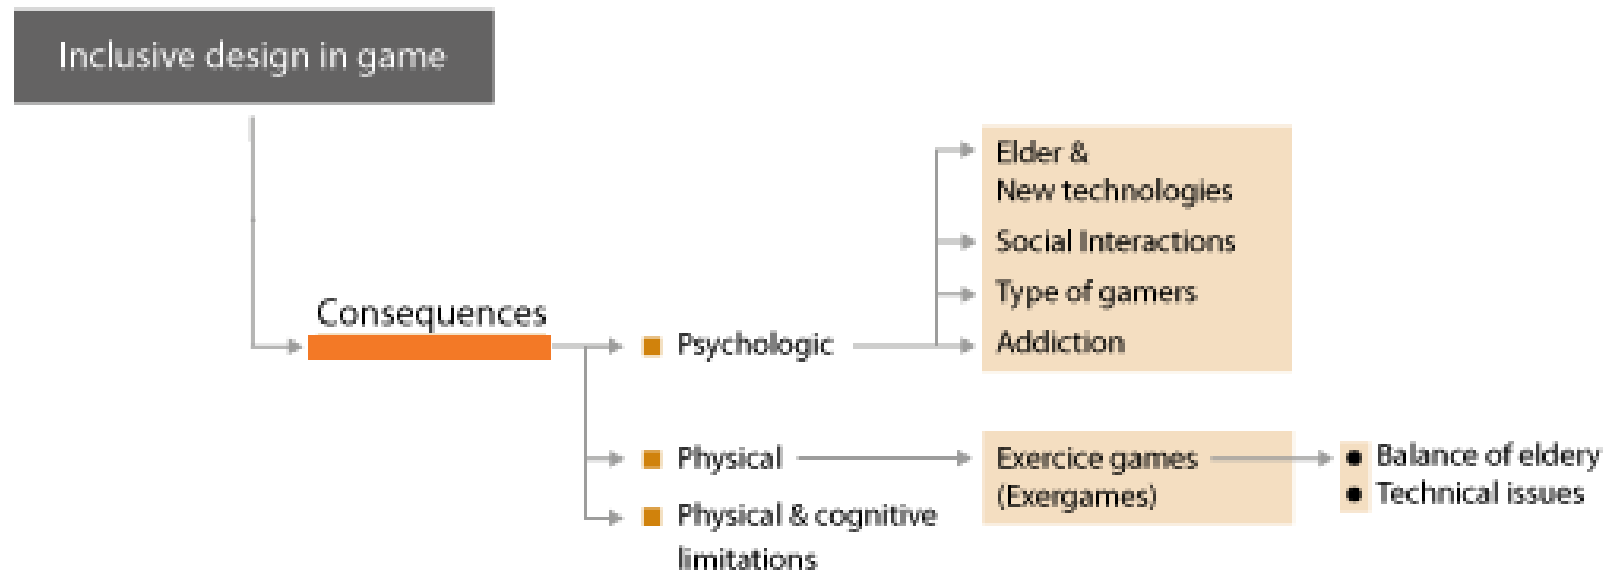 Inclusive design in game
Consequences
Psychologic
Elder &
New technologies
Social Interactions
Type of gamers
Addiction
Physical
Exercice games
(Exergames)
Balance of eldery
Technical issues
Physical & cognitive
limitations